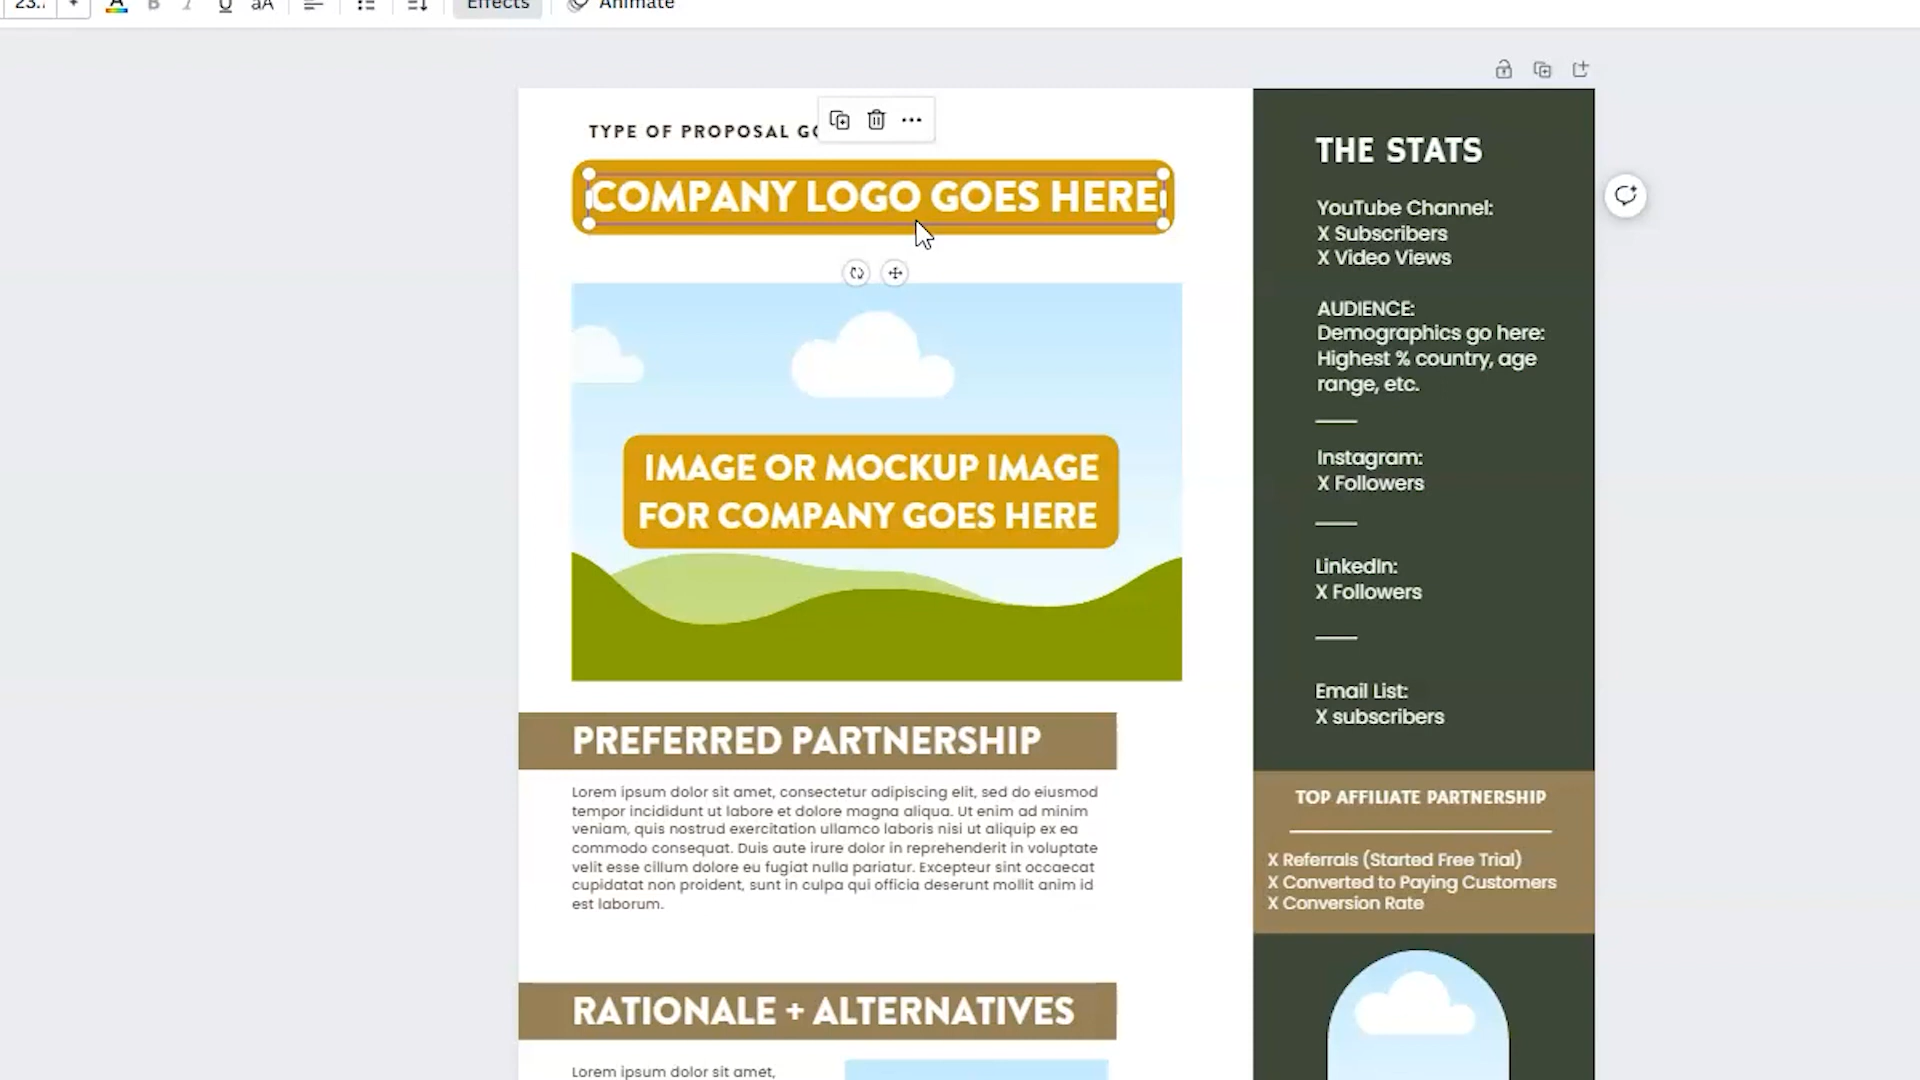 23..
+
A
B
I
U
aA
Effects
Animate
TYPE OF PROPOSAL
COMPANY LOGO GOES HERE
IMAGE OR MOCKUP IMAGE
FOR COMPANY GOES HERE
PREFERRED PARTNERSHIP
Lorem ipsum dolor sit amet, consectetur adipiscing elit, sed do eiusmod
tempor incididunt ut labore et dolore magna aliqua. Ut enim ad minim
veniam, quis nostrud exercitation ullamco laboris nisi ut aliquip ex ea
commodo consequat. Duis aute irure dolor in reprehenderit in voluptate
velit esse cillum dolore eu fugiat nulla pariatur. Excepteur sint occaecat
cupidatat non proident, sunt in culpa qui officia deserunt mollit anim id
est laborum.
RATIONALE + ALTERNATIVES
Lorem ipsum dolor sit amet,
THE STATS
YouTube Channel:
X Subscribers
X Video Views
AUDIENCE:
Demographics go here:
Highest % country, age
range, etc.
Instagram:
X Followers
LinkedIn:
X Followers
Email List:
X subscribers
TOP AFFILIATE PARTNERSHIP
X Referrals (Started Free Trial)
X Converted to Paying Customers
X Conversion Rate